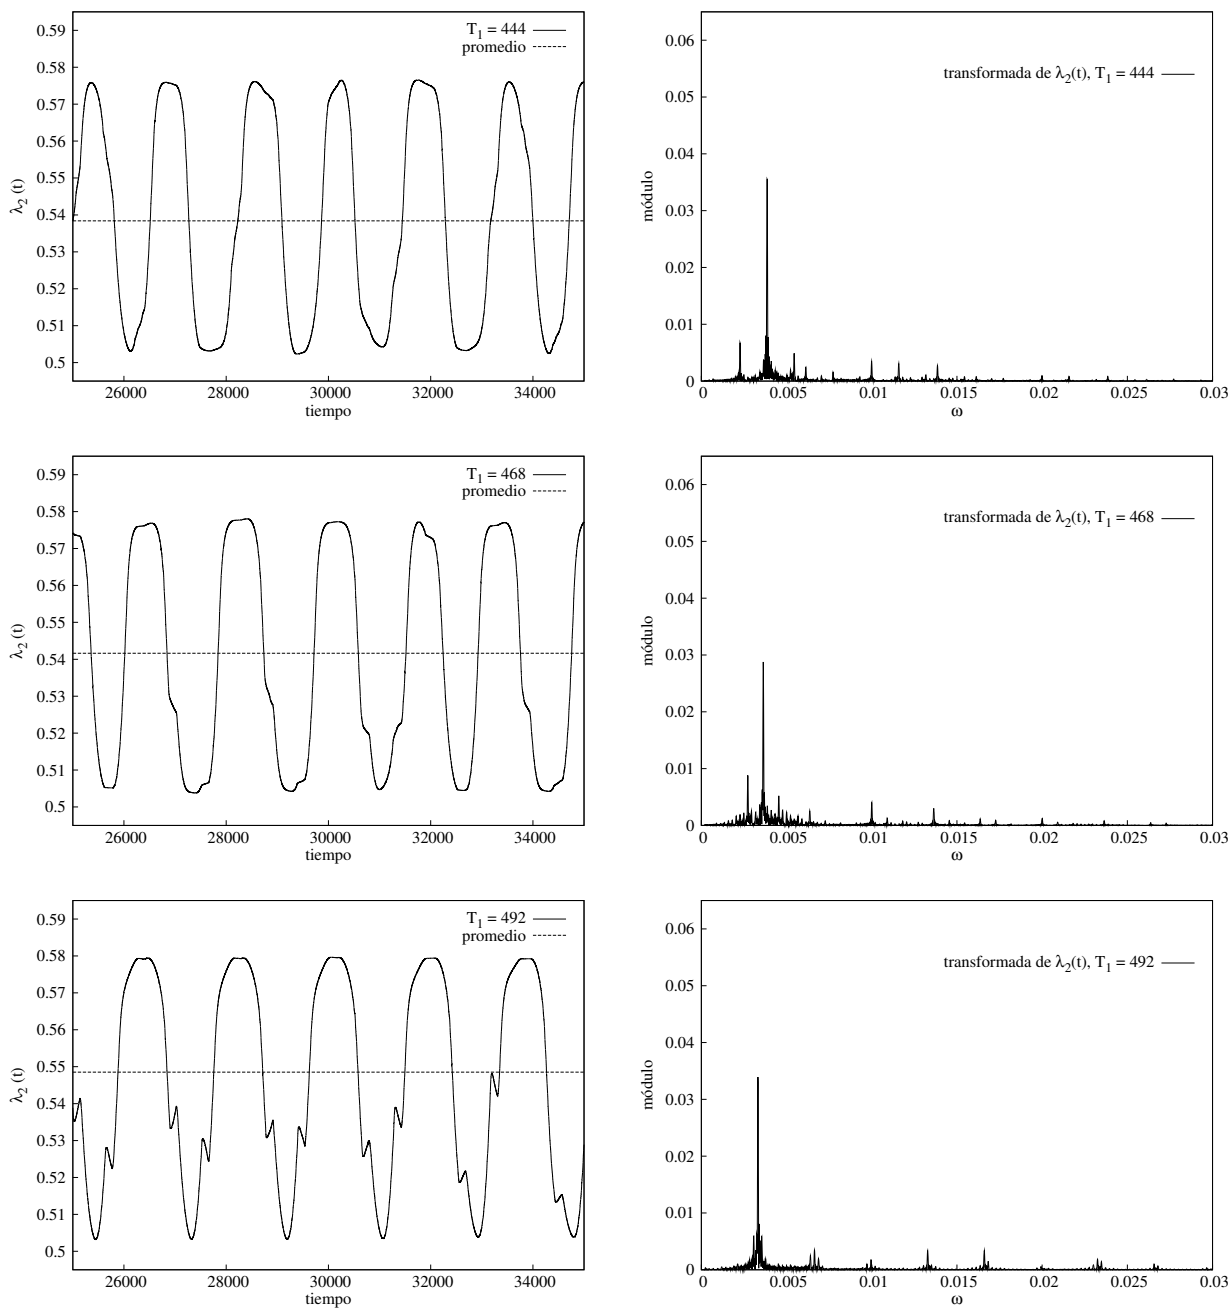 T₁ = 444
promedio
0.59
0.58
0.57
0.56
0.55
0.54
0.53
0.52
0.51
0.5
λ₂ (t)
26000 28000 30000 32000 34000
tiempo
transformada de λ₂(t), T₁ = 444
0.06
0.05
0.04
0.03
0.02
0.01
0
módulo
0 0.005 0.01 0.015 0.02 0.025 0.03
ω
T₁ = 468
promedio
0.59
0.58
0.57
0.56
0.55
0.54
0.53
0.52
0.51
0.5
λ₂ (t)
26000 28000 30000 32000 34000
tiempo
transformada de λ₂(t), T₁ = 468
0.06
0.05
0.04
0.03
0.02
0.01
0
módulo
0 0.005 0.01 0.015 0.02 0.025 0.03
ω
T₁ = 492
promedio
0.59
0.58
0.57
0.56
0.55
0.54
0.53
0.52
0.51
0.5
λ₂ (t)
26000 28000 30000 32000 34000
tiempo
transformada de λ₂(t), T₁ = 492
0.06
0.05
0.04
0.03
0.02
0.01
0
módulo
0 0.005 0.01 0.015 0.02 0.025 0.03
ω